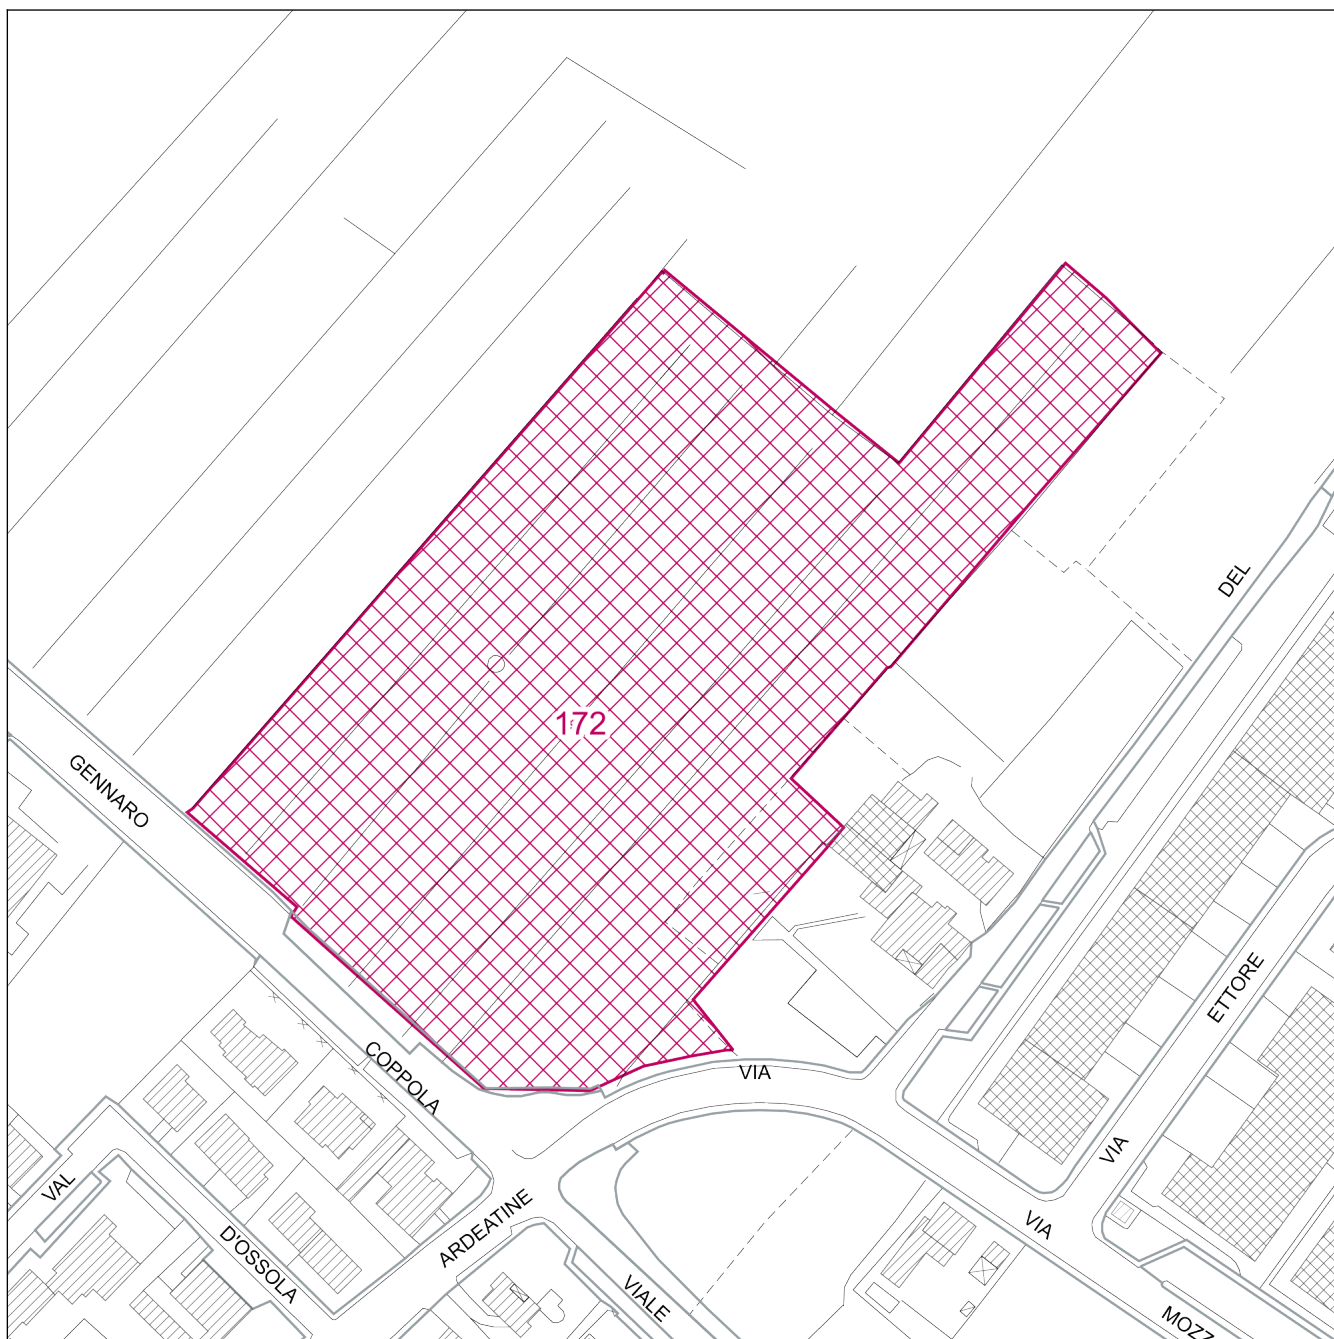 DEL
172
GENNARO
ETTORE
COPPOLA
VIA
VIA
VAL
ARDEATINE
VIA
D'OSSOLA
VIALE
MOZZ